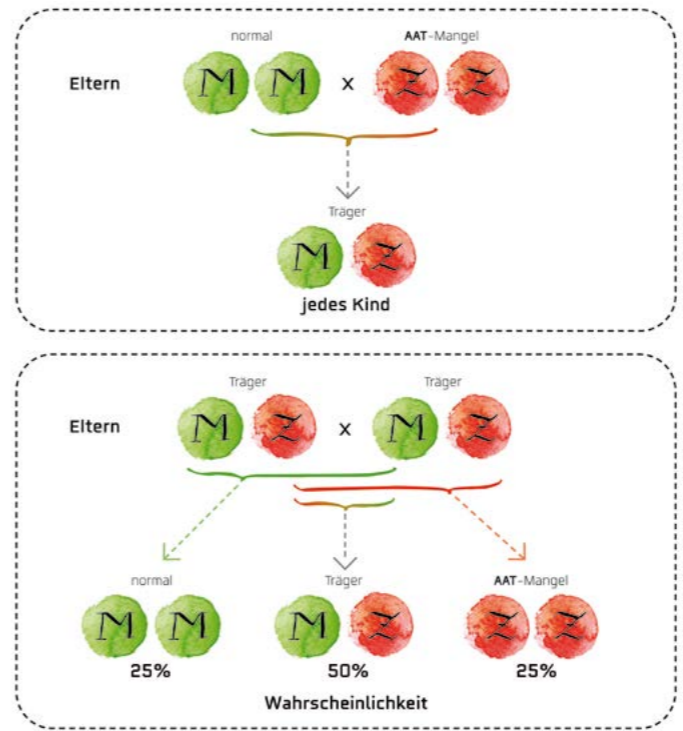 normal AAT-Mangel
Eltern M M x Z Z
Träger
M Z
jedes Kind
Träger Träger
Eltern M Z x M Z
normal Träger AAT-Mangel
M M M Z Z Z
25% 50% 25%
Wahrscheinlichkeit